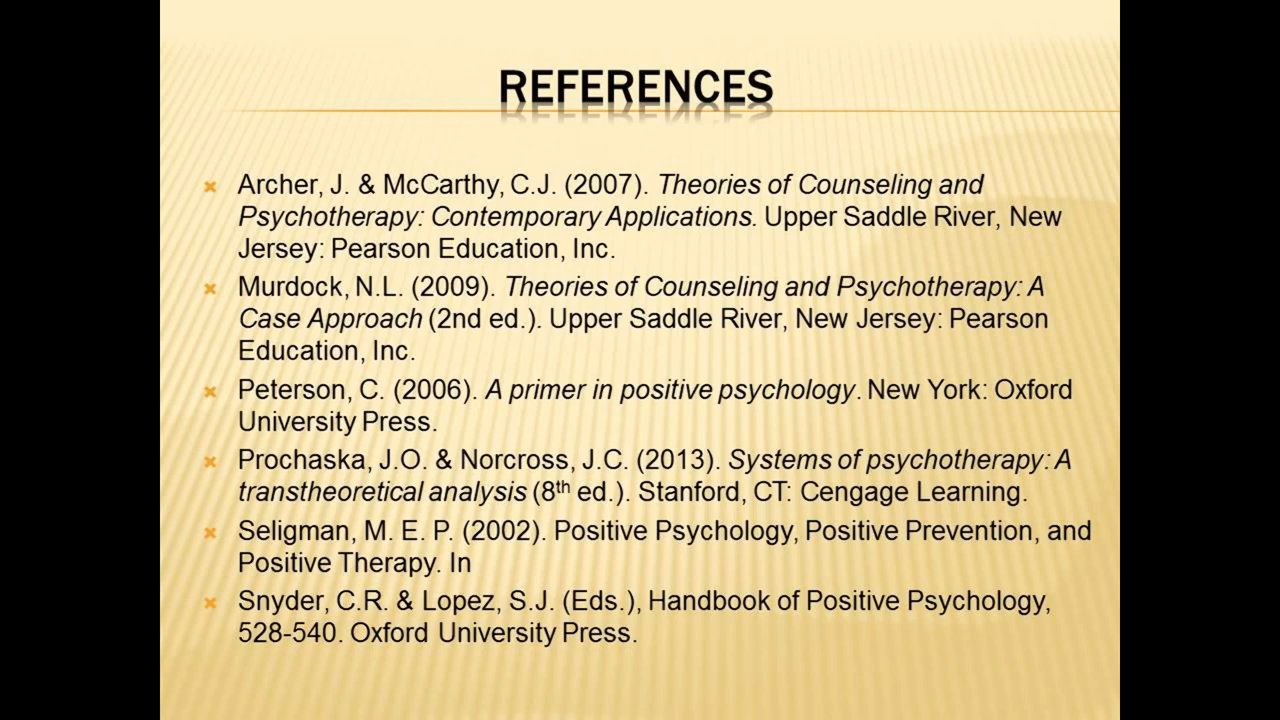 REFERENCES
Archer, J. & McCarthy, C.J. (2007). Theories of Counseling and
Psychotherapy: Contemporary Applications. Upper Saddle River, New
Jersey: Pearson Education, Inc.
Murdock, N.L. (2009). Theories of Counseling and Psychotherapy: A
Case Approach (2nd ed.). Upper Saddle River, New Jersey: Pearson
Education, Inc.
Peterson, C. (2006). A primer in positive psychology. New York: Oxford
University Press.
Prochaska, J.O. & Norcross, J.C. (2013). Systems of psychotherapy: A
transtheoretical analysis (8th ed.). Stanford, CT: Cengage Learning.
Seligman, M. E. P. (2002). Positive Psychology, Positive Prevention, and
Positive Therapy. In
Snyder, C.R. & Lopez, S.J. (Eds.), Handbook of Positive Psychology,
528-540. Oxford University Press.